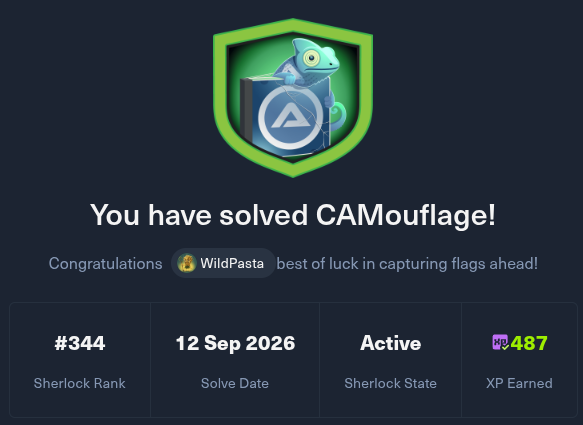 You have solved CAMouflage!
Congratulations WildPasta best of luck in capturing flags ahead!
#344 12 Sep 2026 Active XP 487
Sherlock Rank Solve Date Sherlock State XP Earned